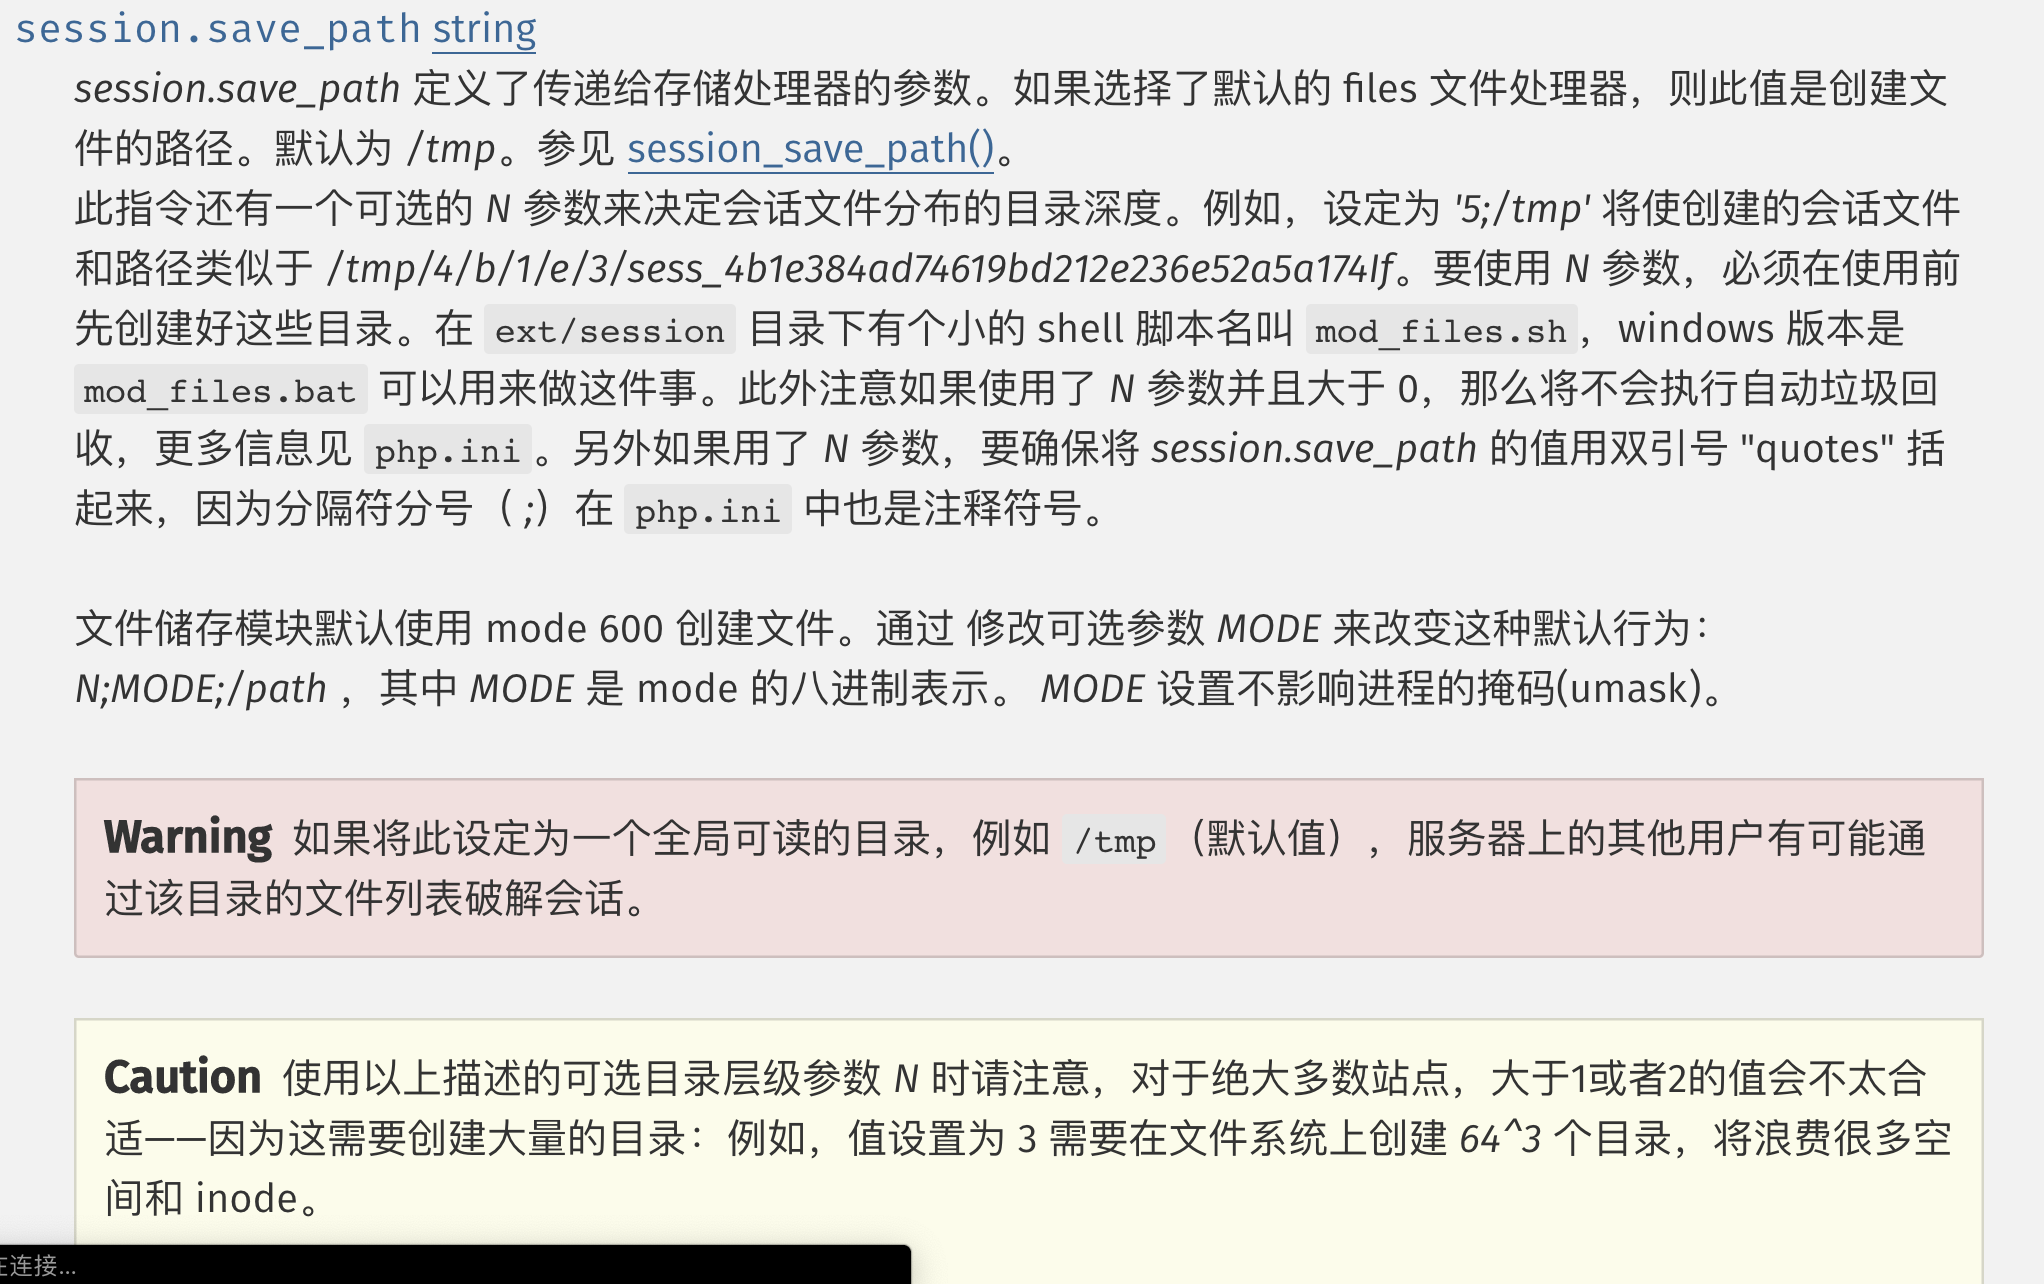 session.save_path string
session.save_path 定义了传递给存储处理器的参数。如果选择了默认的 files 文件处理器，则此值是创建文
件的路径。默认为 /tmp。参见 session_save_path()。
此指令还有一个可选的 N 参数来决定会话文件分布的目录深度。例如，设定为 '5;/tmp' 将使创建的会话文件
和路径类似于 /tmp/4/b/1/e/3/sess_4b1e384ad74619bd212e236e52a5a174If。要使用 N 参数，必须在使用前
先创建好这些目录。在 ext/session 目录下有个小的 shell 脚本名叫 mod_files.sh，windows 版本是
mod_files.bat 可以用来做这件事。此外注意如果使用了 N 参数并且大于 0，那么将不会执行自动垃圾回
收，更多信息见 php.ini。另外如果用了 N 参数，要确保将 session.save_path 的值用双引号 "quotes" 括
起来，因为分隔符分号（ ;）在 php.ini 中也是注释符号。
文件储存模块默认使用 mode 600 创建文件。通过 修改可选参数 MODE 来改变这种默认行为：
N;MODE;/path ，其中 MODE 是 mode 的八进制表示。 MODE 设置不影响进程的掩码(umask)。
Warning 如果将此设定为一个全局可读的目录，例如 /tmp （默认值），服务器上的其他用户有可能通
过该目录的文件列表破解会话。
Caution 使用以上描述的可选目录层级参数 N 时请注意，对于绝大多数站点，大于1或者2的值会不太合
适——因为这需要创建大量的目录：例如，值设置为 3 需要在文件系统上创建 64^3 个目录，将浪费很多空
间和 inode。
在连接...